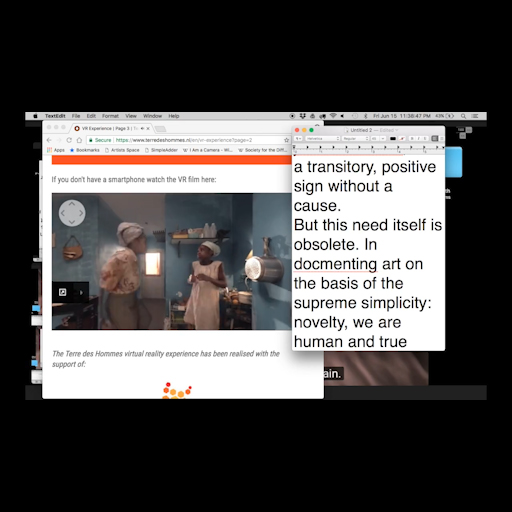 TextEdit File Edit Format View Window Help
Fri Jun 15 11:38:47 PM 43%
VR Experience | Page 3 | Te
Secure https://www.terredeshommes.nl/en/vr-experience?page=2
Apps Bookmarks Artists Space SimpleAdder I Am a Camera - Wi... Society for the Diff...
If you don't have a smartphone watch the VR film here:
The Terre des Hommes virtual reality experience has been realised with the
support of:
Untitled 2 — Edited
a transitory, positive
sign without a
cause.
But this need itself is
obsolete. In
docmenting art on
the basis of the
supreme simplicity:
novelty, we are
human and true
ain.